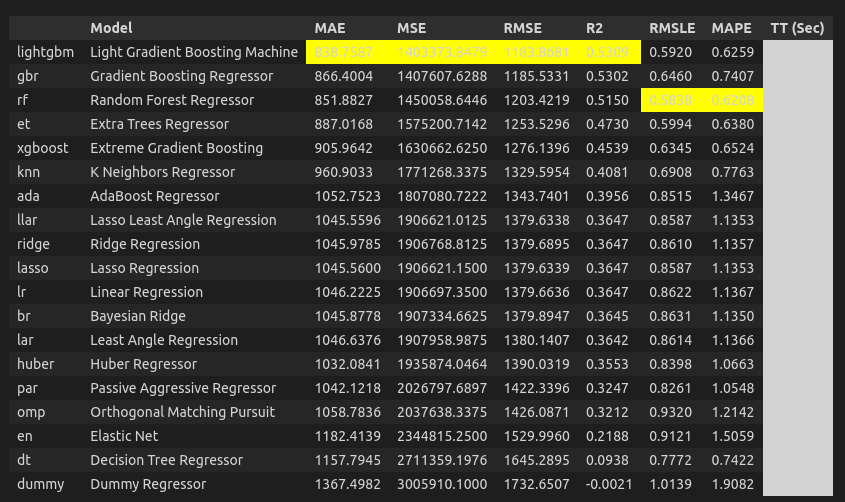 Model MAE MSE RMSE R2 RMSLE MAPE TT (Sec)
lightgbm Light Gradient Boosting Machine 838.7587 1403373.8479 1183.8681 0.5309 0.5920 0.6259
gbr Gradient Boosting Regressor 866.4004 1407607.6288 1185.5331 0.5302 0.6460 0.7407
rf Random Forest Regressor 851.8827 1450058.6446 1203.4219 0.5150 0.5838 0.6208
et Extra Trees Regressor 887.0168 1575200.7142 1253.5296 0.4730 0.5994 0.6380
xgboost Extreme Gradient Boosting 905.9642 1630662.6250 1276.1396 0.4539 0.6345 0.6524
knn K Neighbors Regressor 960.9033 1771268.3375 1329.5954 0.4081 0.6908 0.7763
ada AdaBoost Regressor 1052.7523 1807080.7222 1343.7401 0.3956 0.8515 1.3467
llar Lasso Least Angle Regression 1045.5596 1906621.0125 1379.6338 0.3647 0.8587 1.1353
ridge Ridge Regression 1045.9785 1906768.8125 1379.6895 0.3647 0.8610 1.1357
lasso Lasso Regression 1045.5600 1906621.1500 1379.6339 0.3647 0.8587 1.1353
lr Linear Regression 1046.2225 1906697.3500 1379.6636 0.3647 0.8622 1.1367
br Bayesian Ridge 1045.8778 1907334.6625 1379.8947 0.3645 0.8631 1.1350
lar Least Angle Regression 1046.6376 1907958.9875 1380.1407 0.3642 0.8614 1.1366
huber Huber Regressor 1032.0841 1935874.0464 1390.0319 0.3553 0.8398 1.0663
par Passive Aggressive Regressor 1042.1218 2026797.6897 1422.3396 0.3247 0.8261 1.0548
omp Orthogonal Matching Pursuit 1058.7836 2037638.3375 1426.0871 0.3212 0.9320 1.2142
en Elastic Net 1182.4139 2344815.2500 1529.9960 0.2188 0.9121 1.5059
dt Decision Tree Regressor 1157.7945 2711359.1976 1645.2895 0.0938 0.7772 0.7422
dummy Dummy Regressor 1367.4982 3005910.1000 1732.6507 -0.0021 1.0139 1.9082